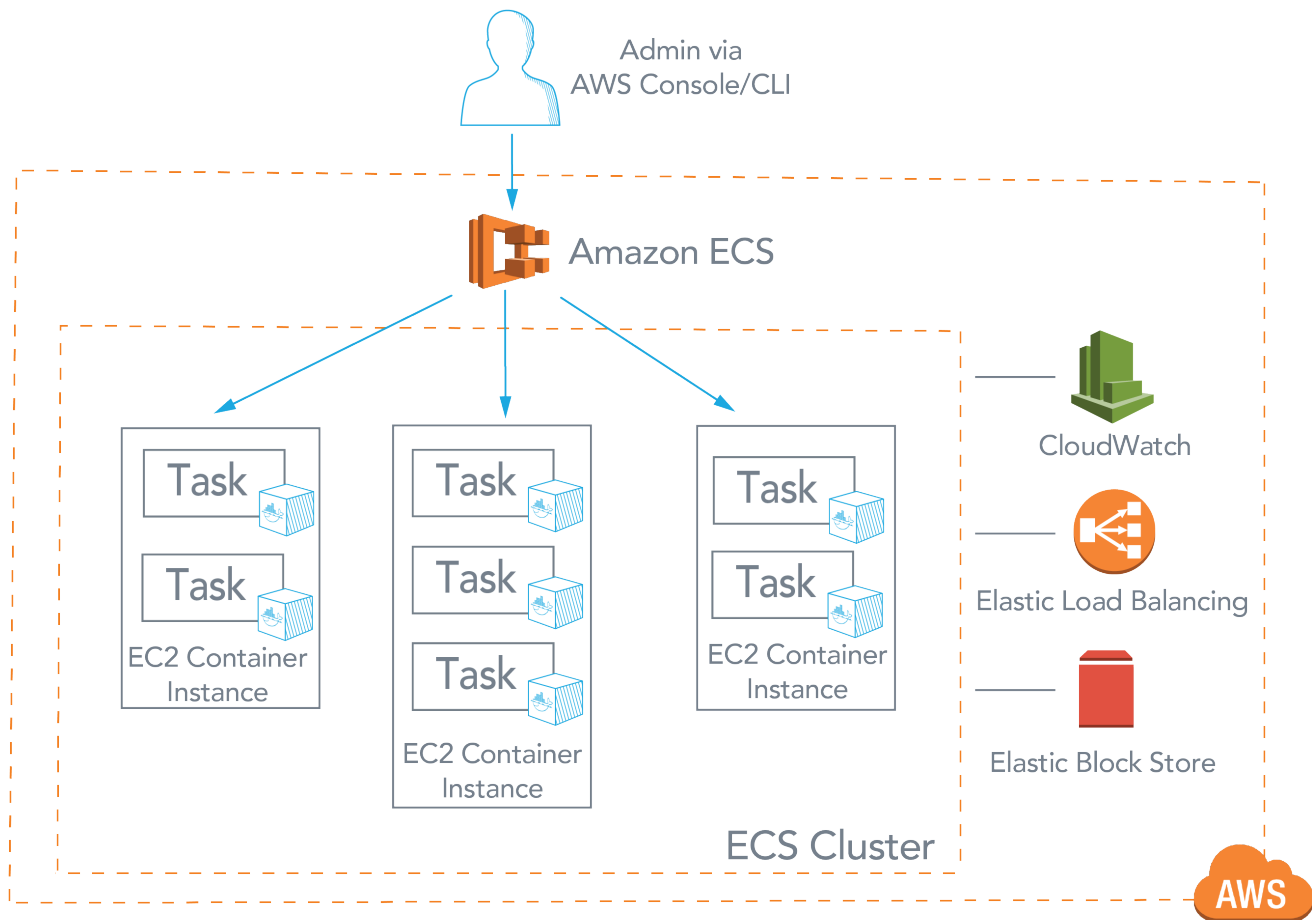 Admin via
AWS Console/CLI
Amazon ECS
Task
Task
EC2 Container
Instance
Task
Task
Task
EC2 Container
Instance
Task
Task
EC2 Container
Instance
ECS Cluster
CloudWatch
Elastic Load Balancing
Elastic Block Store
AWS